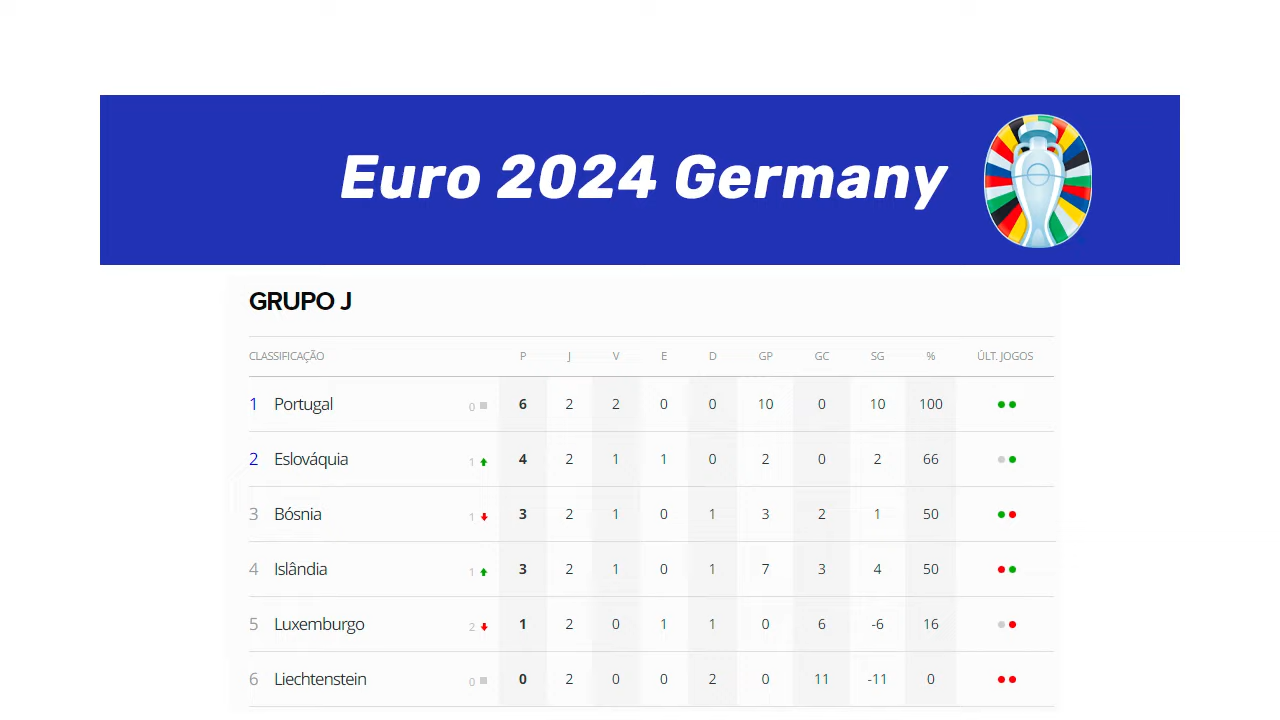 Euro 2024 Germany
GRUPO J
CLASSIFICAÇÃO P J V E D GP GC SG % ÚLT. JOGOS
1 Portugal 0 6 2 2 0 0 10 0 10 100
2 Eslováquia 1 4 2 1 1 0 2 0 2 66
3 Bósnia 1 3 2 1 0 1 3 2 1 50
4 Islândia 1 3 2 1 0 1 7 3 4 50
5 Luxemburgo 2 1 2 0 1 1 0 6 -6 16
6 Liechtenstein 0 0 2 0 0 2 0 11 -11 0